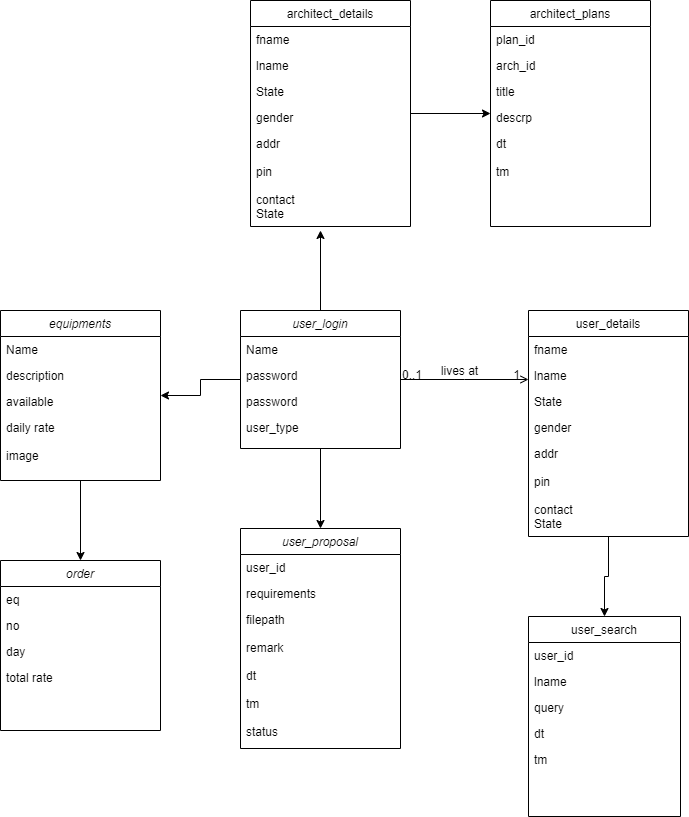 architect_details
fname
lname
State
gender
addr
pin
contact
State
architect_plans
plan_id
arch_id
title
descrp
dt
tm
equipments
Name
description
available
daily rate
image
user_login
Name
password
password
user_type
0..1
lives at
1
user_details
fname
lname
State
gender
addr
pin
contact
State
order
eq
no
day
total rate
user_proposal
user_id
requirements
filepath
remark
dt
tm
status
user_search
user_id
lname
query
dt
tm